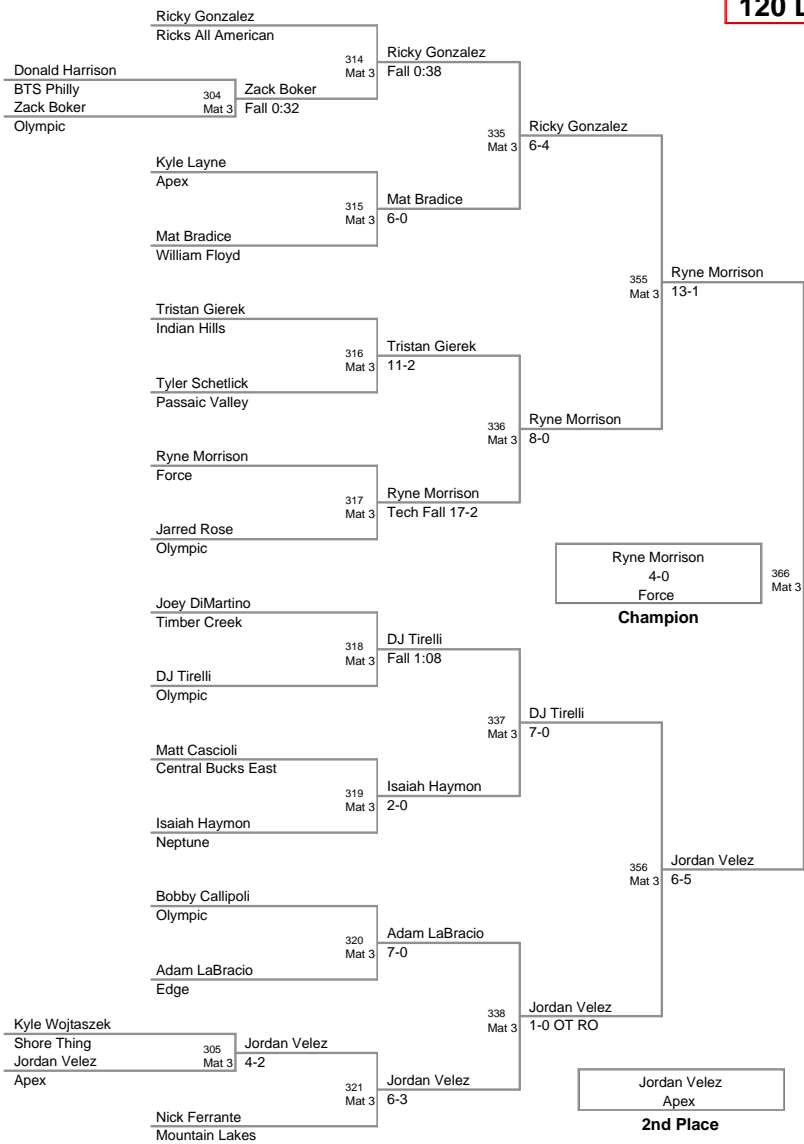 120 L
Ricky Gonzalez
Ricks All American
314
Mat 3
Ricky Gonzalez
Fall 0:38
Donald Harrison
BTS Philly
304
Mat 3
Zack Boker
Fall 0:32
Zack Boker
Olympic
335
Mat 3
Ricky Gonzalez
6-4
Kyle Layne
Apex
315
Mat 3
Mat Bradice
6-0
Mat Bradice
William Floyd
355
Mat 3
Ryne Morrison
13-1
Tristan Gierek
Indian Hills
316
Mat 3
Tristan Gierek
11-2
Tyler Schetlick
Passaic Valley
336
Mat 3
Ryne Morrison
8-0
Ryne Morrison
Force
317
Mat 3
Ryne Morrison
Tech Fall 17-2
Jarred Rose
Olympic
Ryne Morrison
4-0
Force
Champion
366
Mat 3
Joey DiMartino
Timber Creek
318
Mat 3
DJ Tirelli
Fall 1:08
DJ Tirelli
Olympic
337
Mat 3
DJ Tirelli
7-0
Matt Cascioli
Central Bucks East
319
Mat 3
Isaiah Haymon
2-0
Isaiah Haymon
Neptune
356
Mat 3
Jordan Velez
6-5
Bobby Callipoli
Olympic
320
Mat 3
Adam LaBracio
7-0
Adam LaBracio
Edge
338
Mat 3
Jordan Velez
1-0 OT RO
Kyle Wojtaszek
Shore Thing
305
Mat 3
Jordan Velez
4-2
Jordan Velez
Apex
321
Mat 3
Jordan Velez
6-3
Nick Ferrante
Mountain Lakes
Jordan Velez
Apex
2nd Place